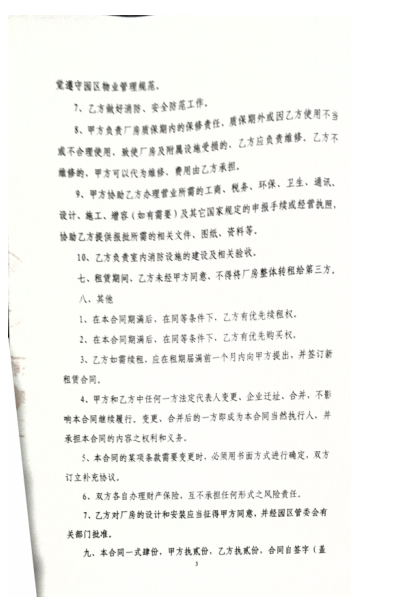 觉遵守园区物业管理规范。
7、乙方做好消防、安全防范工作。
8、甲方负责厂房质保期内的保修责任，质保期外或因乙方使用不当
或不合理使用，致使厂房及附属设施受损的，乙方应负责维修，乙方不
维修的，甲方可以代为维修，费用由乙方承担。
9、甲方协助乙方办理营业所需的工商、税务、环保、卫生、通讯、
设计、施工、增容（如有需要）及其它国家规定的申报手续或经营执照，
协助乙方提供报批所需的相关文件、图纸、资料等。
10、乙方负责室内消防设施的建设及相关验收。
七、租赁期间，乙方未经甲方同意，不得将厂房整体转租给第三方。
八、其他
1、在本合同期满后，在同等条件下，乙方有优先续租权。
2、在本合同期满后，在同等条件下，乙方有优先购买权。
3、乙方如需续租，应在租期届满前一个月内向甲方提出，并签订新
租赁合同。
4、甲方和乙方中任何一方法定代表人变更、企业迁址、合并，不影
响本合同继续履行。变更、合并后的一方即成为本合同当然执行人，并
承担本合同的内容之权利和义务。
5、本合同的某项条款需要变更时，必须用书面方式进行确定，双方
订立补充协议。
6、双方各自办理财产保险，互不承担任何形式之风险责任。
7、乙方对厂房的设计和安装应当征得甲方同意，并经园区管委会有
关部门批准。
九、本合同一式肆份，甲方执贰份，乙方执贰份，合同自签字（盖
3